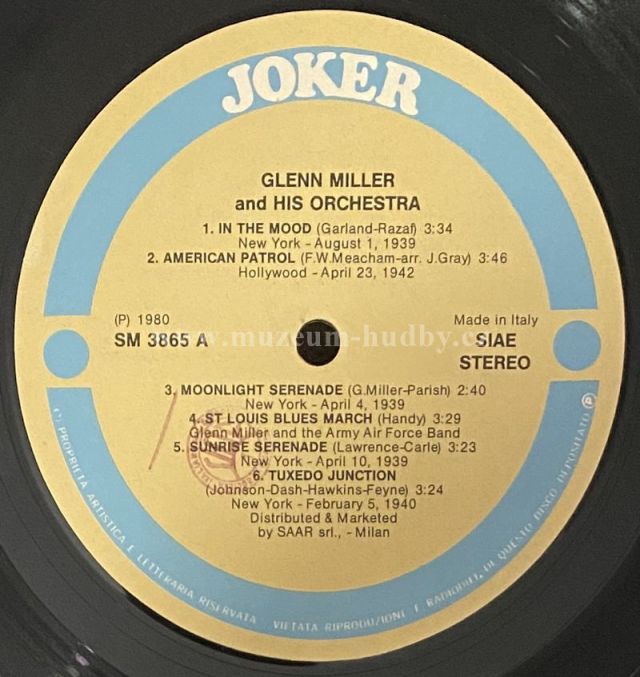 JOKER
GLENN MILLER
and HIS ORCHESTRA
1. IN THE MOOD (Garland-Razaf) 3:34
New York - August 1, 1939
2. AMERICAN PATROL (F.W.Meacham-arr. J.Gray) 3:46
Hollywood - April 23, 1942
(P) 1980
SM 3865 A
Made in Italy
SIAE
STEREO
www.muzeum-hudby.c
3. MOONLIGHT SERENADE (G.Miller-Parish) 2:40
New York - April 4, 1939
4. ST LOUIS BLUES MARCH (Handy) 3:29
Glenn Miller and the Army Air Force Band
5. SUNRISE SERENADE (Lawrence-Carle) 3:23
New York - April 10, 1939
6. TUXEDO JUNCTION
(Johnson-Dash-Hawkins-Feyne) 3:24
New York - February 5, 1940
Distributed & Marketed
by SAAR srl., - Milan
PROPRIETA ARTISTICA E LETTERARIA RISERVATA - VIETATA RIPRODUZIONE E RADIODIF. DI QUESTO DISCO DEPOSITATO